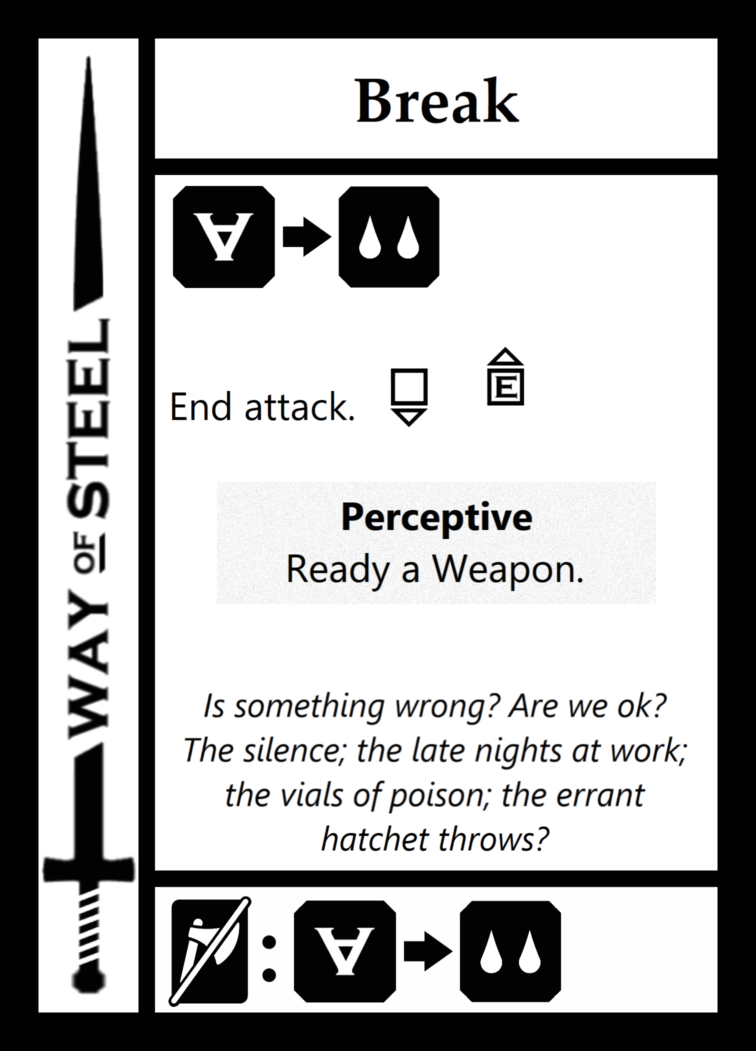 Break
∀
End attack.
E
Perceptive
Ready a Weapon.
Is something wrong? Are we ok?
The silence; the late nights at work;
the vials of poison; the errant
hatchet throws?
∀
WAY OF STEEL